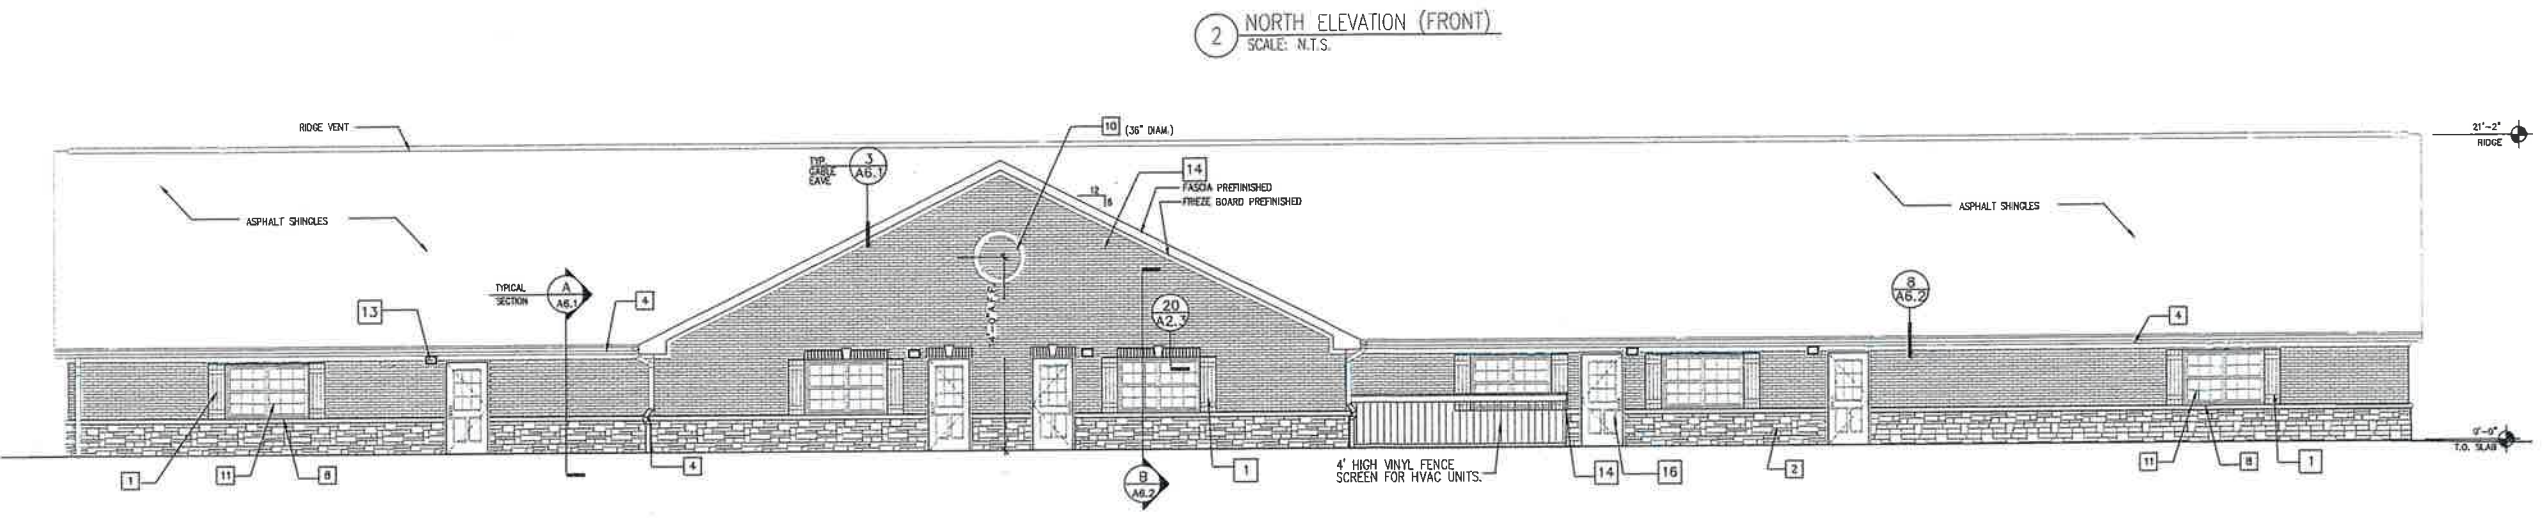 2
NORTH ELEVATION (FRONT)
SCALE: N.T.S.
RIDGE VENT
10 (36" DIAM.)
21'-2"
RIDGE
TYP.
GABLE
EAVE
3
A6.1
14
12
6
FASCIA PREFINISHED
FRIEZE BOARD PREFINISHED
ASPHALT SHINGLES
ASPHALT SHINGLES
TYPICAL
SECTION
A
A6.1
4
13
20
A2.3
8
A6.2
4
1
11
8
4
B
A6.2
1
4' HIGH VINYL FENCE
SCREEN FOR HVAC UNITS.
14
16
2
11
8
1
0'-0"
T.O. SLAB